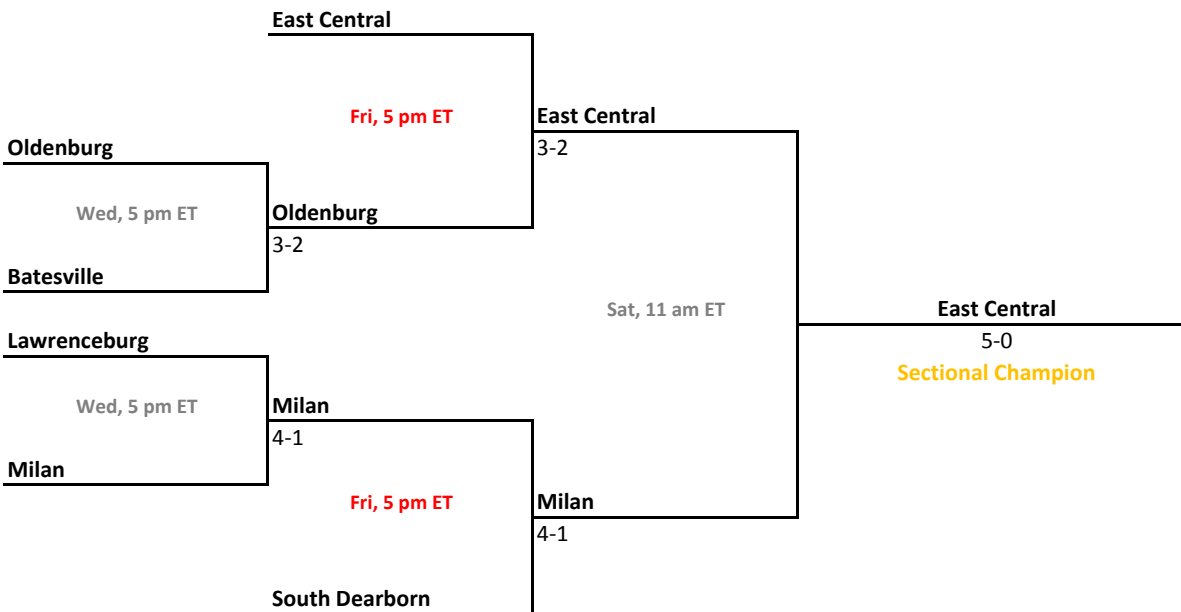 East Central
Fri, 5 pm ET
East Central
Oldenburg
3-2
Wed, 5 pm ET
Oldenburg
3-2
Batesville
Sat, 11 am ET
East Central
Lawrenceburg
5-0
Sectional Champion
Wed, 5 pm ET
Milan
4-1
Milan
Fri, 5 pm ET
Milan
4-1
South Dearborn